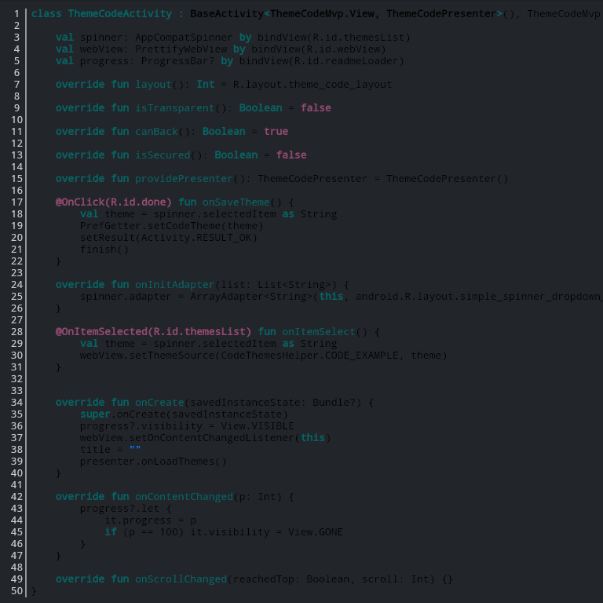 1 class ThemeCodeActivity : BaseActivity<ThemeCodeMvp.View, ThemeCodePresenter>(), ThemeCodeMvp
2
3 val spinner: AppCompatSpinner by bindView(R.id.themesList)
4 val webView: PrettifyWebView by bindView(R.id.webView)
5 val progress: ProgressBar? by bindView(R.id.readmeLoader)
6
7 override fun layout(): Int = R.layout.theme_code_layout
8
9 override fun isTransparent(): Boolean = false
10
11 override fun canBack(): Boolean = true
12
13 override fun isSecured(): Boolean = false
14
15 override fun providePresenter(): ThemeCodePresenter = ThemeCodePresenter()
16
17 @OnClick(R.id.done) fun onSaveTheme() {
18 val theme = spinner.selectedItem as String
19 PrefGetter.setCodeTheme(theme)
20 setResult(Activity.RESULT_OK)
21 finish()
22 }
23
24 override fun onInitAdapter(list: List<String>) {
25 spinner.adapter = ArrayAdapter<String>(this, android.R.layout.simple_spinner_dropdown_
26 }
27
28 @OnItemSelected(R.id.themesList) fun onItemSelect() {
29 val theme = spinner.selectedItem as String
30 webView.setThemeSource(CodeThemesHelper.CODE_EXAMPLE, theme)
31 }
32
33
34 override fun onCreate(savedInstanceState: Bundle?) {
35 super.onCreate(savedInstanceState)
36 progress?.visibility = View.VISIBLE
37 webView.setOnContentChangedListener(this)
38 title = ""
39 presenter.onLoadThemes()
40 }
41
42 override fun onContentChanged(p: Int) {
43 progress?.let {
44 it.progress = p
45 if (p == 100) it.visibility = View.GONE
46 }
47 }
48
49 override fun onScrollChanged(reachedTop: Boolean, scroll: Int) {}
50 }